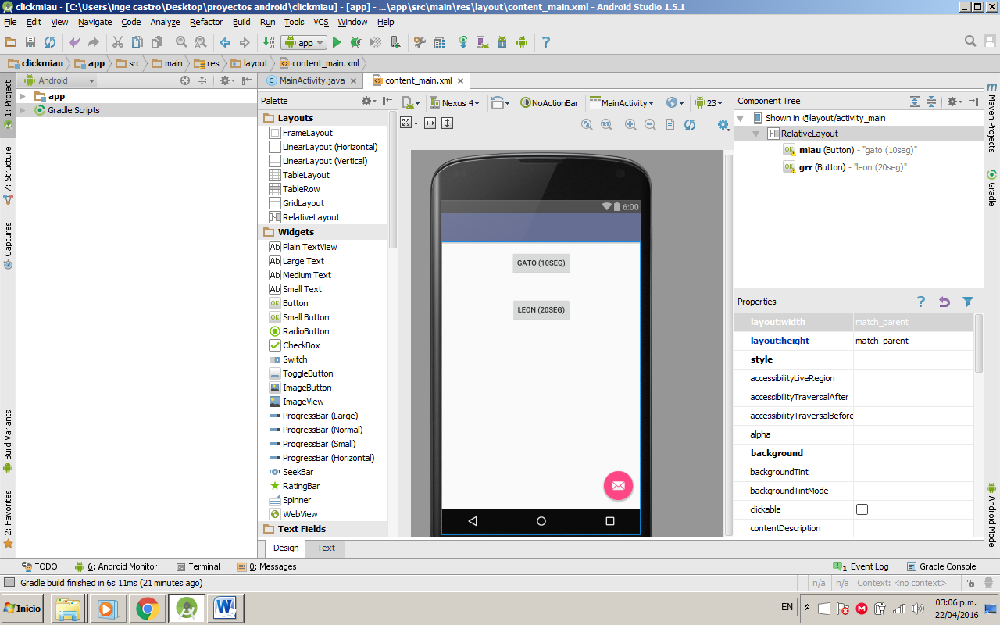 clickmiau - [C:\Users\inge castro\Desktop\proyectos android\clickmiau] - [app] - ...\app\src\main\res\layout\content_main.xml - Android Studio 1.5.1
File Edit View Navigate Code Analyze Refactor Build Run Tools VCS Window Help
app
clickmiau app src main res layout content_main.xml
Android
MainActivity.java content_main.xml
1: Project
7: Structure
Captures
Build Variants
2: Favorites
app
Gradle Scripts
Palette
Layouts
FrameLayout
LinearLayout (Horizontal)
LinearLayout (Vertical)
TableLayout
TableRow
GridLayout
RelativeLayout
Widgets
Plain TextView
Large Text
Medium Text
Small Text
Button
Small Button
RadioButton
CheckBox
Switch
ToggleButton
ImageButton
ImageView
ProgressBar (Large)
ProgressBar (Normal)
ProgressBar (Small)
ProgressBar (Horizontal)
SeekBar
RatingBar
Spinner
WebView
Text Fields
Nexus 4 NoActionBar MainActivity 23
6:00
GATO (10SEG)
LEON (20SEG)
Design Text
Component Tree
Shown in @layout/activity_main
RelativeLayout
miau (Button) - "gato (10seg)"
grr (Button) - "leon (20seg)"
Properties
layout:width match_parent
layout:height match_parent
style
accessibilityLiveRegion
accessibilityTraversalAfter
accessibilityTraversalBefore
alpha
background
backgroundTint
backgroundTintMode
clickable
contentDescription
Maven Projects
Gradle
Android Model
TODO 6: Android Monitor Terminal 0: Messages 1 Event Log Gradle Console
Gradle build finished in 6s 11ms (21 minutes ago) n/a n/a Context: <no context>
Inicio EN 03:06 p.m.
22/04/2016